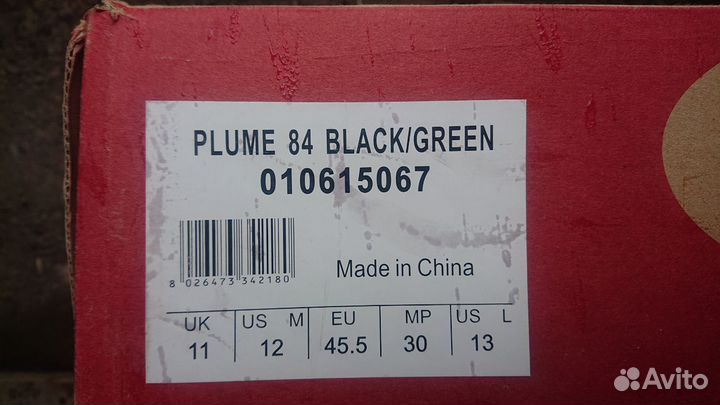 PLUME 84 BLACK/GREEN
010615067
8 026473 342180
Made in China
UK US M EU MP US L
11 12 45.5 30 13
Avito